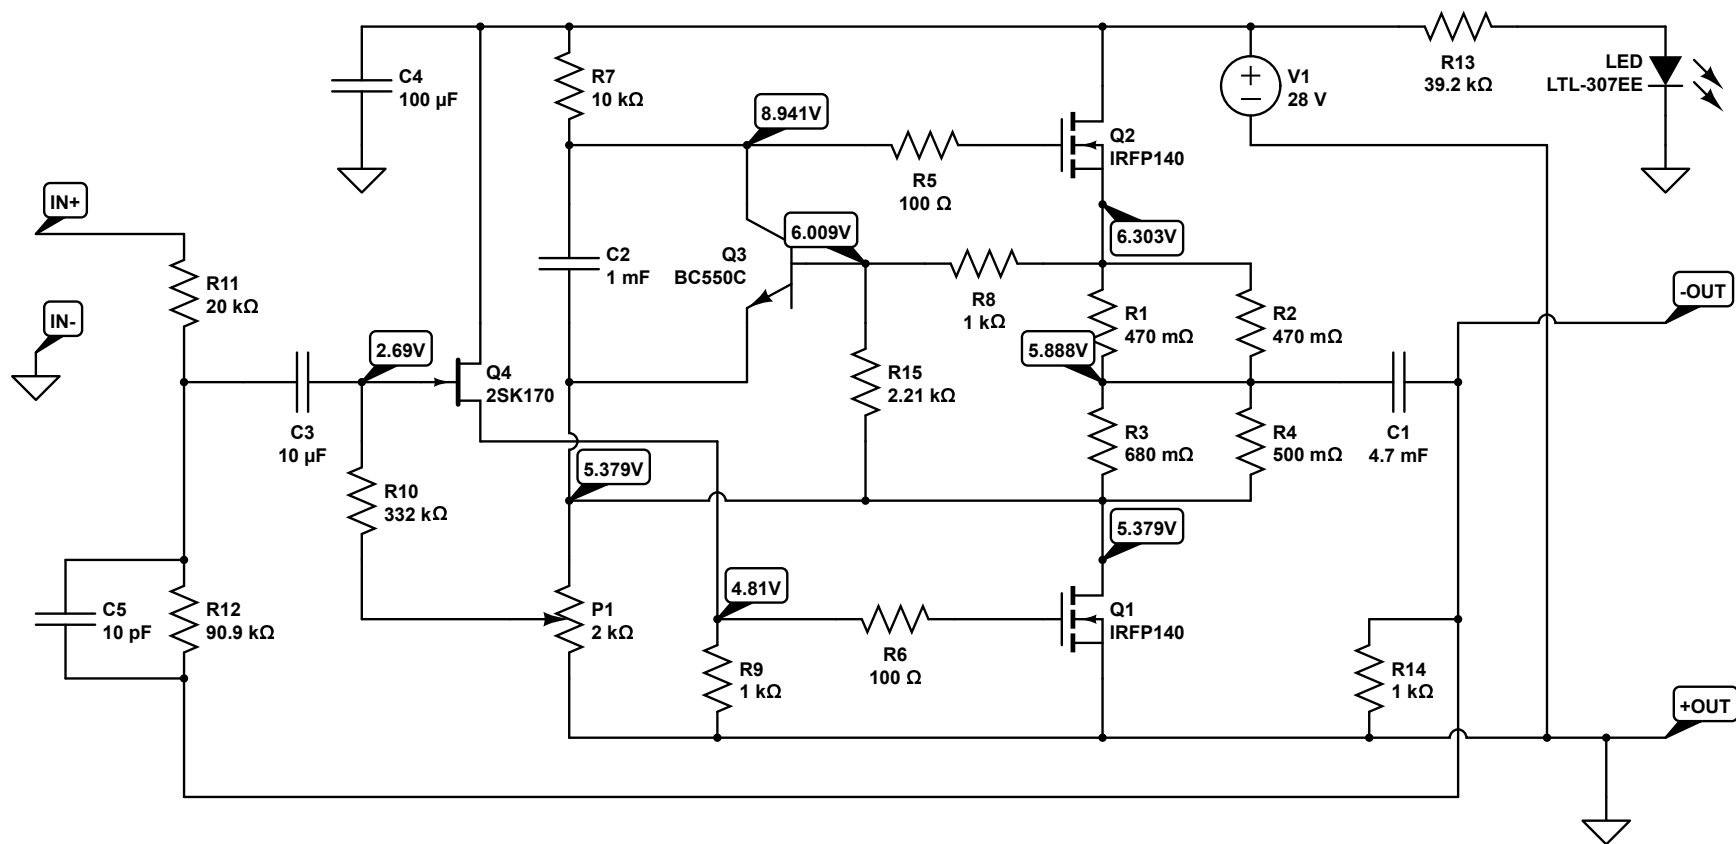 C4
100 µF
R7
10 kΩ
8.941V
V1
28 V
R13
39.2 kΩ
LED
LTL-307EE
Q2
IRFP140
R5
100 Ω
IN+
6.009V
6.303V
Q3
BC550C
C2
1 mF
R11
20 kΩ
R8
1 kΩ
R1
470 mΩ
R2
470 mΩ
-OUT
IN-
2.69V
Q4
2SK170
5.888V
R15
2.21 kΩ
C3
10 µF
R3
680 mΩ
R4
500 mΩ
C1
4.7 mF
5.379V
R10
332 kΩ
5.379V
4.81V
C5
10 pF
R12
90.9 kΩ
P1
2 kΩ
Q1
IRFP140
R6
100 Ω
R9
1 kΩ
R14
1 kΩ
+OUT